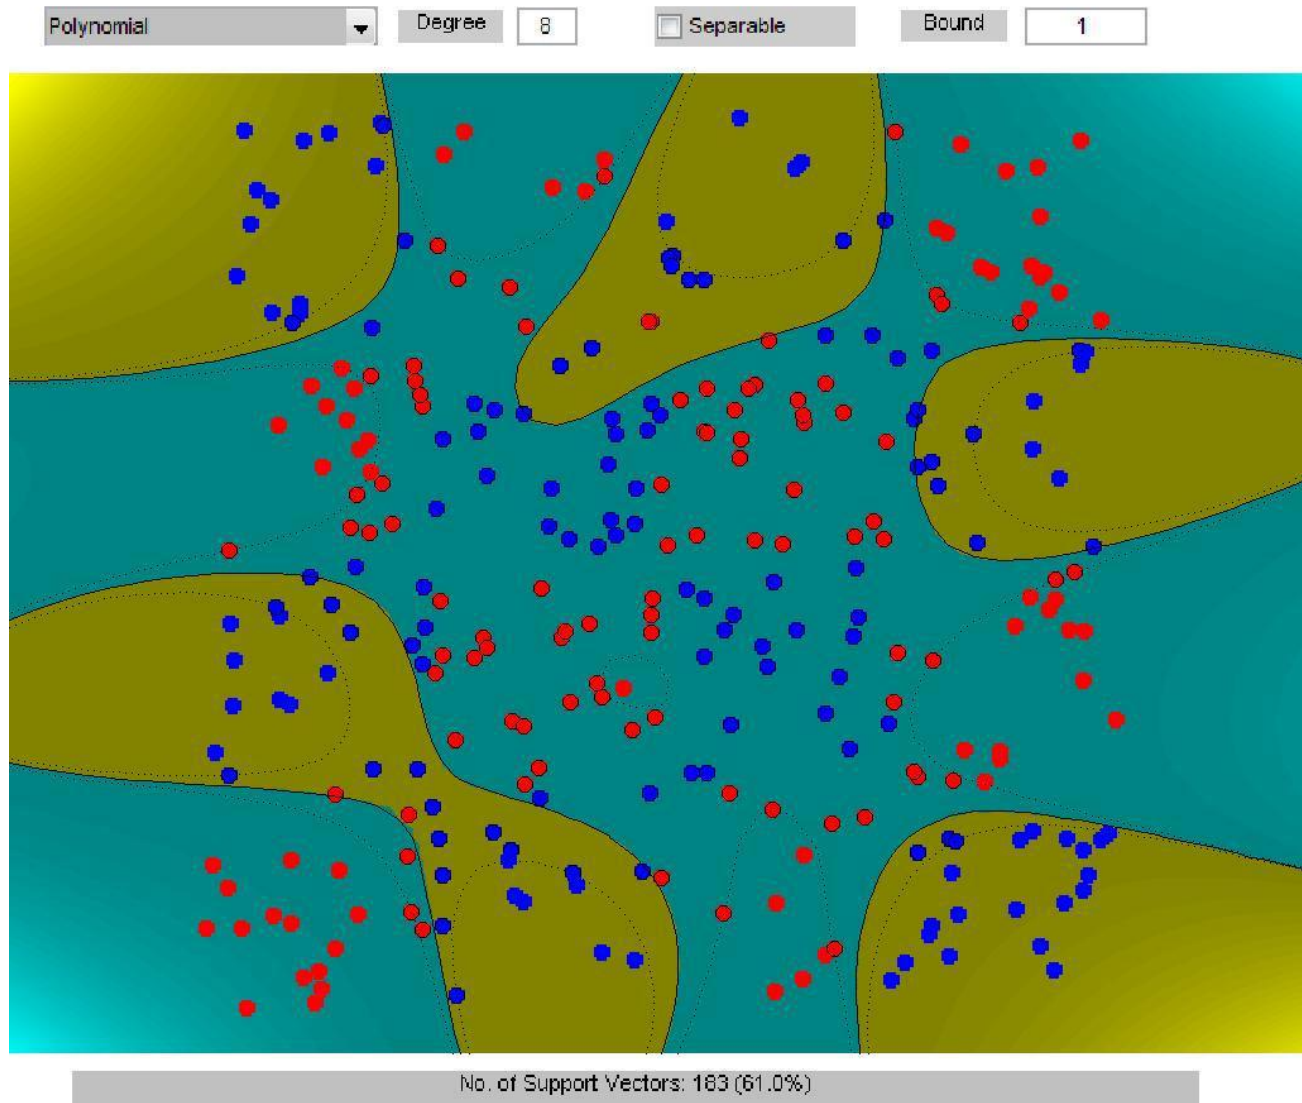 Polynomial Degree 8 Separable Bound 1
No. of Support Vectors: 183 (61.0%)